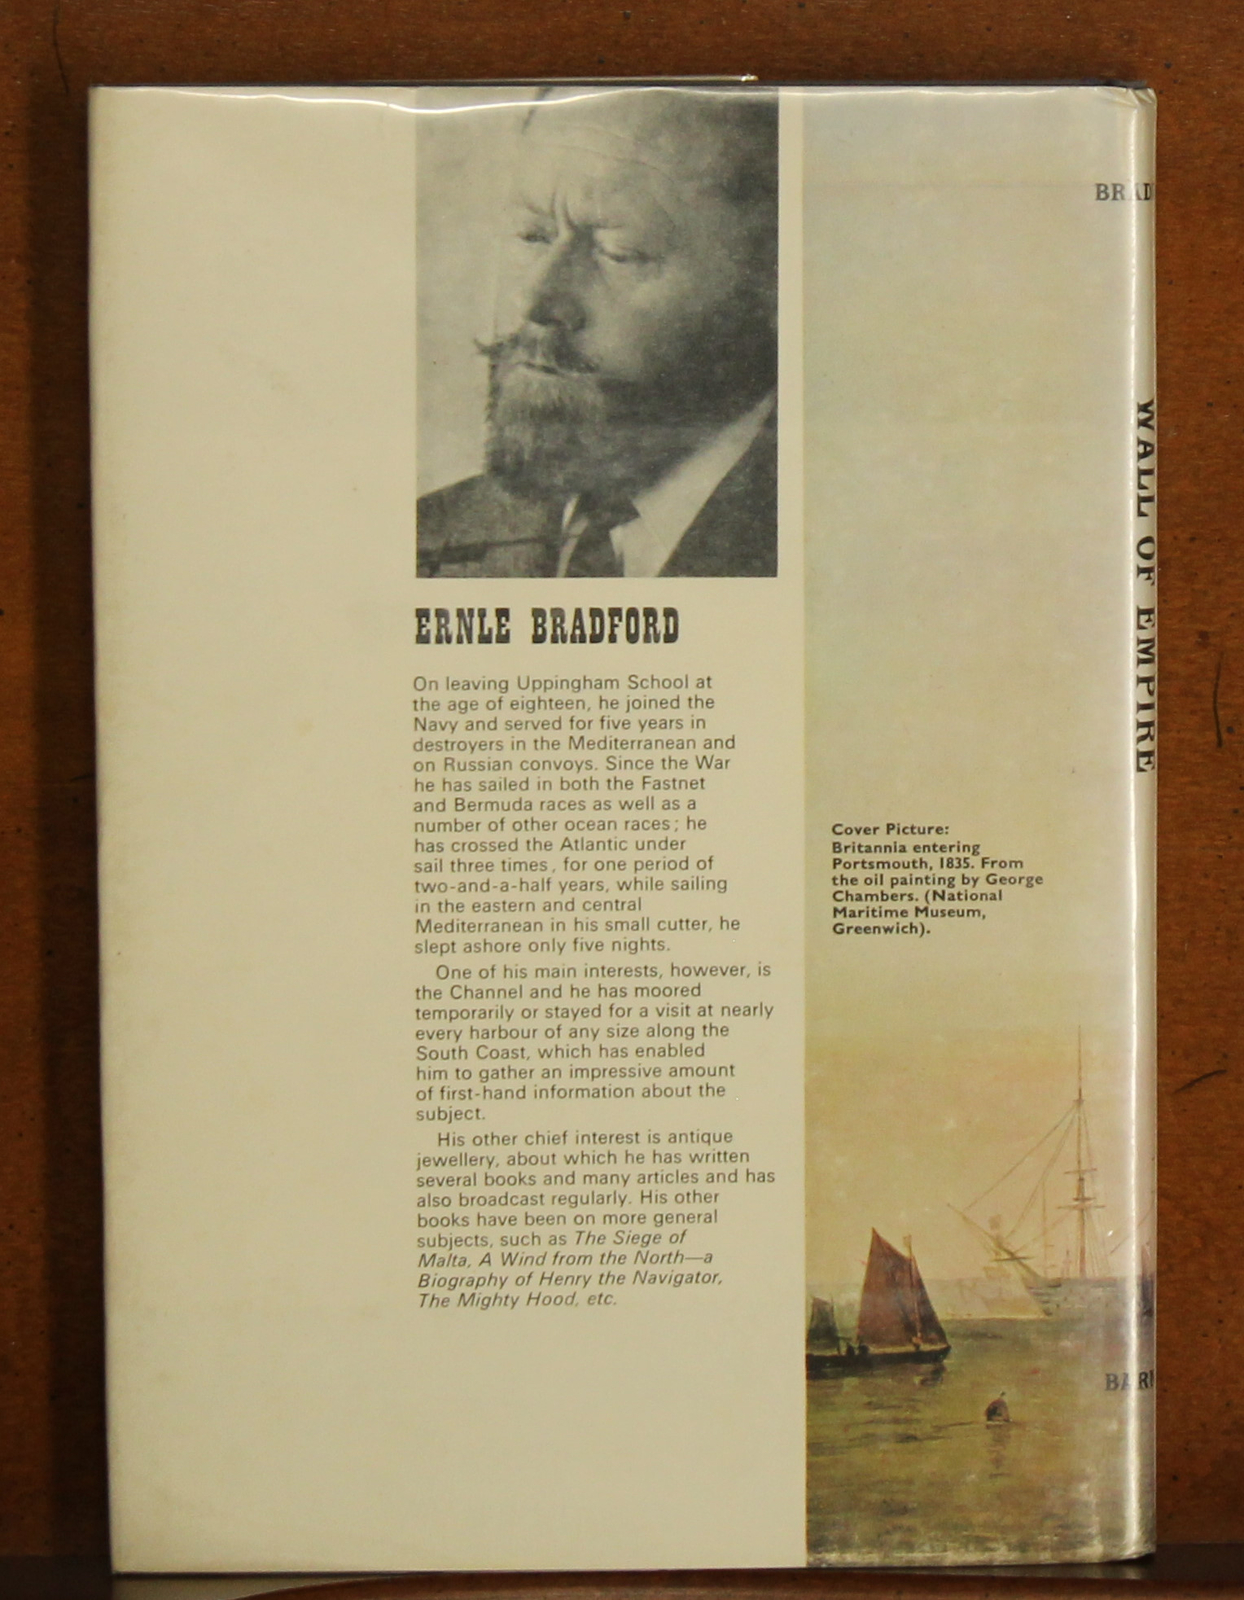 ERNLE BRADFORD
On leaving Uppingham School at
the age of eighteen, he joined the
Navy and served for five years in
destroyers in the Mediterranean and
on Russian convoys. Since the War
he has sailed in both the Fastnet
and Bermuda races as well as a
number of other ocean races; he
has crossed the Atlantic under
sail three times, for one period of
two-and-a-half years, while sailing
in the eastern and central
Mediterranean in his small cutter, he
slept ashore only five nights.
One of his main interests, however, is
the Channel and he has moored
temporarily or stayed for a visit at nearly
every harbour of any size along the
South Coast, which has enabled
him to gather an impressive amount
of first-hand information about the
subject.
His other chief interest is antique
jewellery, about which he has written
several books and many articles and has
also broadcast regularly. His other
books have been on more general
subjects, such as The Siege of
Malta, A Wind from the North—a
Biography of Henry the Navigator,
The Mighty Hood, etc.
Cover Picture:
Britannia entering
Portsmouth, 1835. From
the oil painting by George
Chambers. (National
Maritime Museum,
Greenwich).
BRAD
WALL OF EMPIRE
BAR